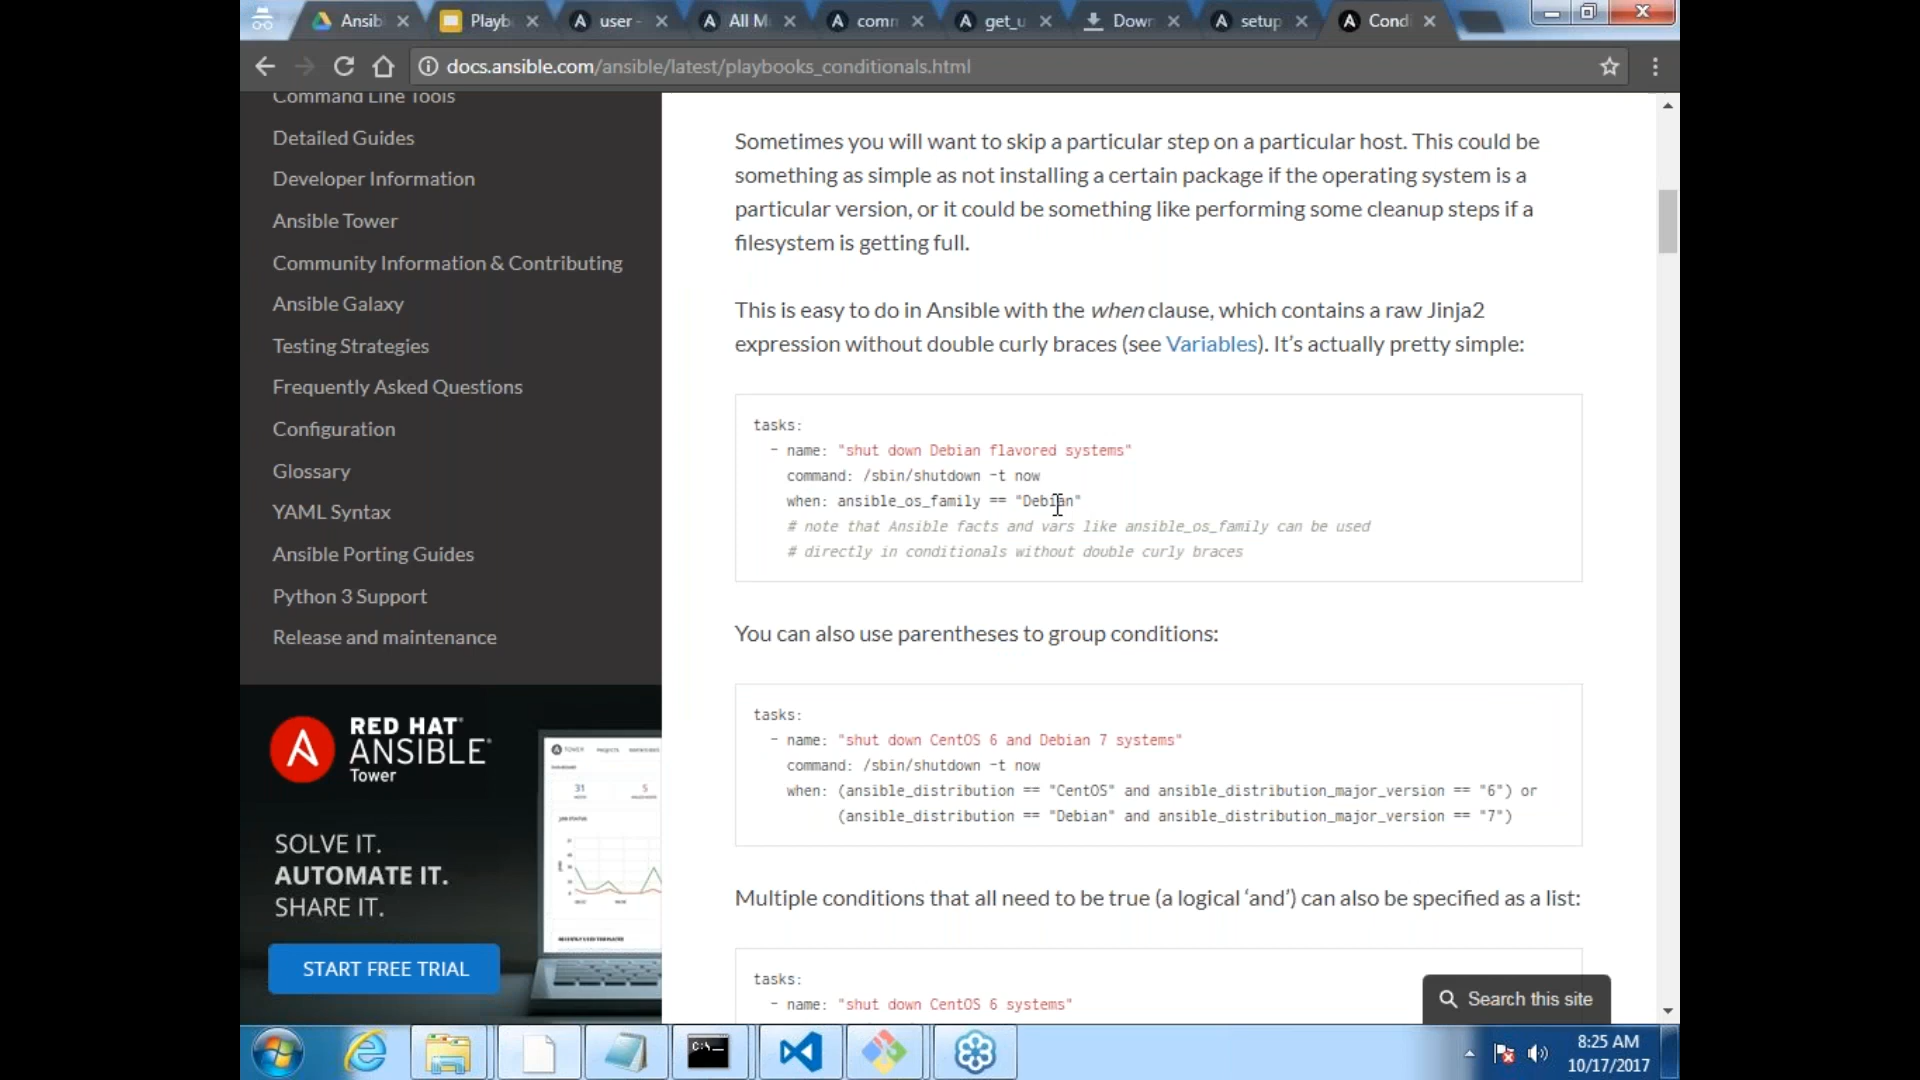 Ansib
Playb
user -
All M
comm
get_u
Down
setup
Condi
docs.ansible.com/ansible/latest/playbooks_conditionals.html
Command Line Tools
Detailed Guides
Developer Information
Ansible Tower
Community Information & Contributing
Ansible Galaxy
Testing Strategies
Frequently Asked Questions
Configuration
Glossary
YAML Syntax
Ansible Porting Guides
Python 3 Support
Release and maintenance
RED HAT
ANSIBLE
Tower
SOLVE IT.
AUTOMATE IT.
SHARE IT.
START FREE TRIAL
TOWER
31
5
Sometimes you will want to skip a particular step on a particular host. This could be
something as simple as not installing a certain package if the operating system is a
particular version, or it could be something like performing some cleanup steps if a
filesystem is getting full.
This is easy to do in Ansible with the when clause, which contains a raw Jinja2
expression without double curly braces (see Variables). It’s actually pretty simple:
tasks:
- name: "shut down Debian flavored systems"
command: /sbin/shutdown -t now
when: ansible_os_family == "Debian"
# note that Ansible facts and vars like ansible_os_family can be used
# directly in conditionals without double curly braces
You can also use parentheses to group conditions:
tasks:
- name: "shut down CentOS 6 and Debian 7 systems"
command: /sbin/shutdown -t now
when: (ansible_distribution == "CentOS" and ansible_distribution_major_version == "6") or
(ansible_distribution == "Debian" and ansible_distribution_major_version == "7")
Multiple conditions that all need to be true (a logical ‘and’) can also be specified as a list:
tasks:
- name: "shut down CentOS 6 systems"
Search this site
8:25 AM
10/17/2017